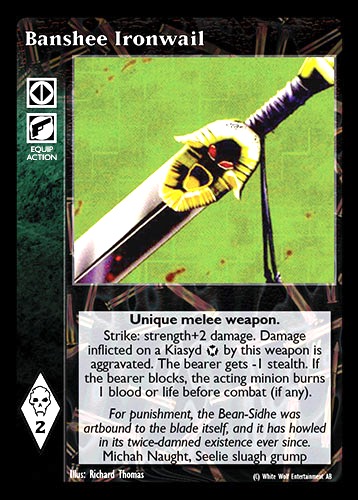 Banshee Ironwail
EQUIP
ACTION
Unique melee weapon.
Strike: strength+2 damage. Damage
inflicted on a Kiasyd by this weapon is
aggravated. The bearer gets -1 stealth. If
the bearer blocks, the acting minion burns
1 blood or life before combat (if any).
For punishment, the Bean-Sidhe was
artbound to the blade itself, and it has howled
in its twice-damned existence ever since.
Michah Naught, Seelie sluagh grump
2
Illus: Richard Thomas
(C) White Wolf Entertainment AB